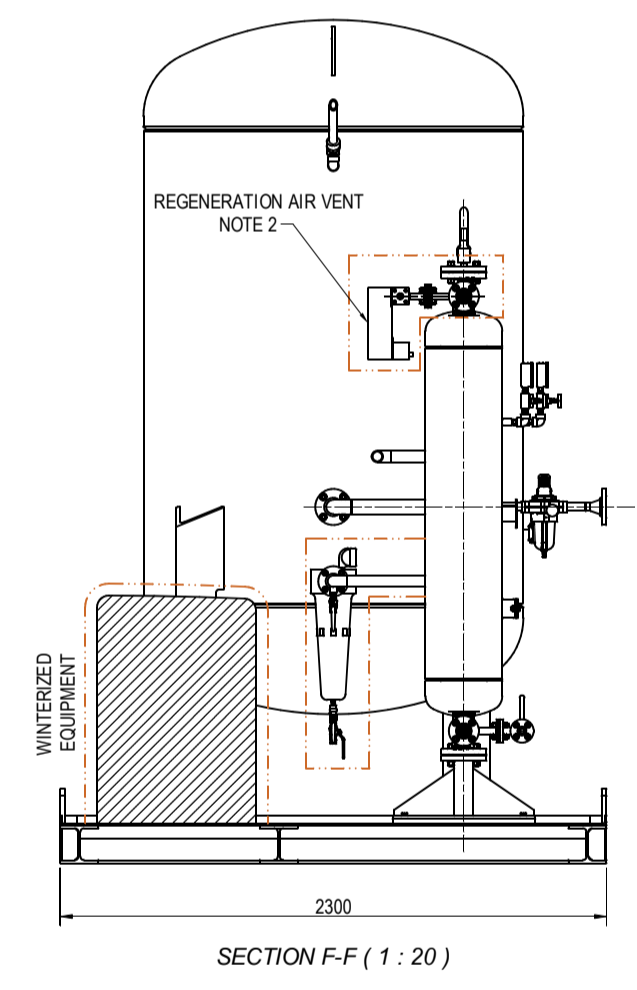 REGENERATION AIR VENT
NOTE 2
WINTERIZED
EQUIPMENT
2300
SECTION F-F ( 1 : 20 )